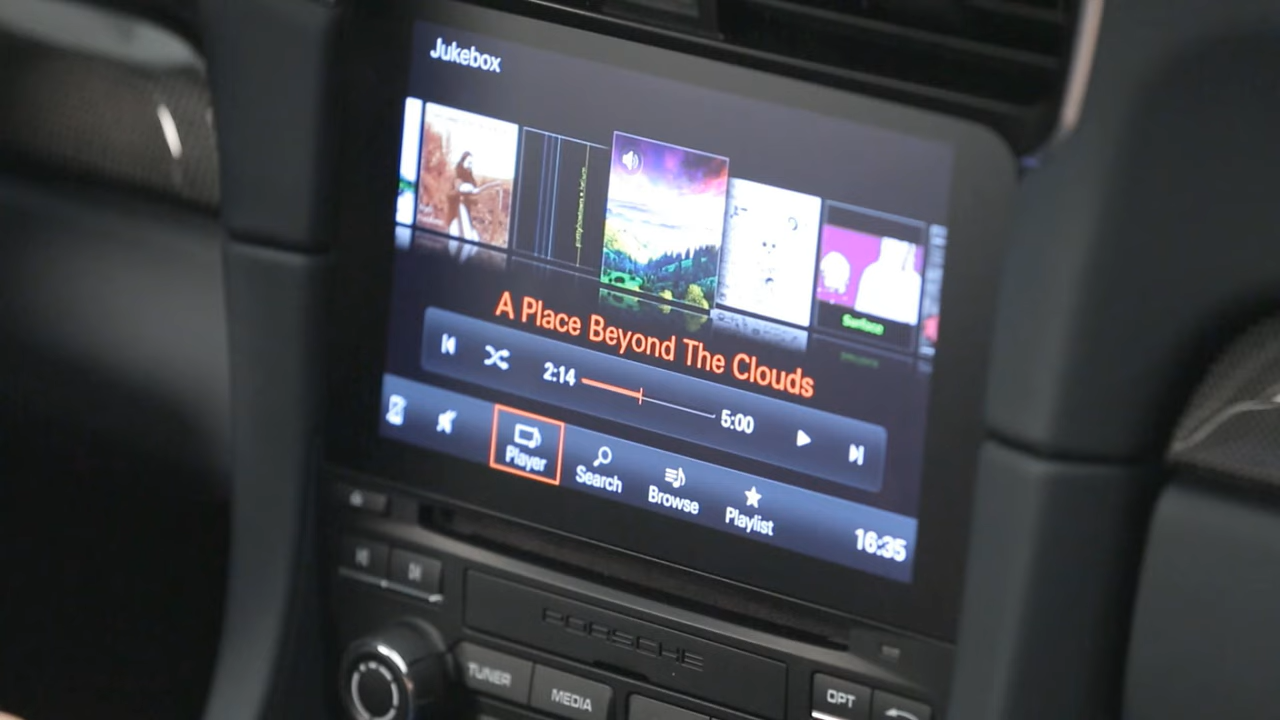 Jukebox
Surface
A Place Beyond The Clouds
2:14
5:00
Player
Search
Browse
Playlist
16:35
PORSCHE
TUNER
MEDIA
OPT